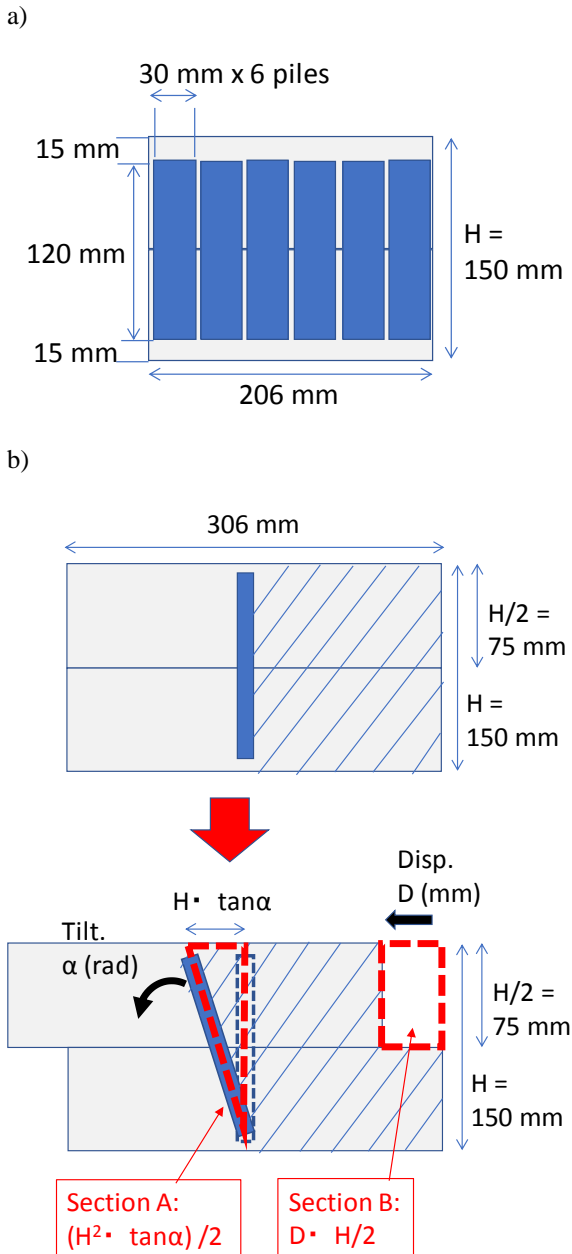 a)
30 mm x 6 piles
15 mm
120 mm
H =
150 mm
15 mm
206 mm
b)
306 mm
H/2 =
75 mm
H =
150 mm
Disp.
D (mm)
H・ tanα
Tilt.
α (rad)
H/2 =
75 mm
H =
150 mm
Section A:
(H²・ tanα) /2
Section B:
D・ H/2